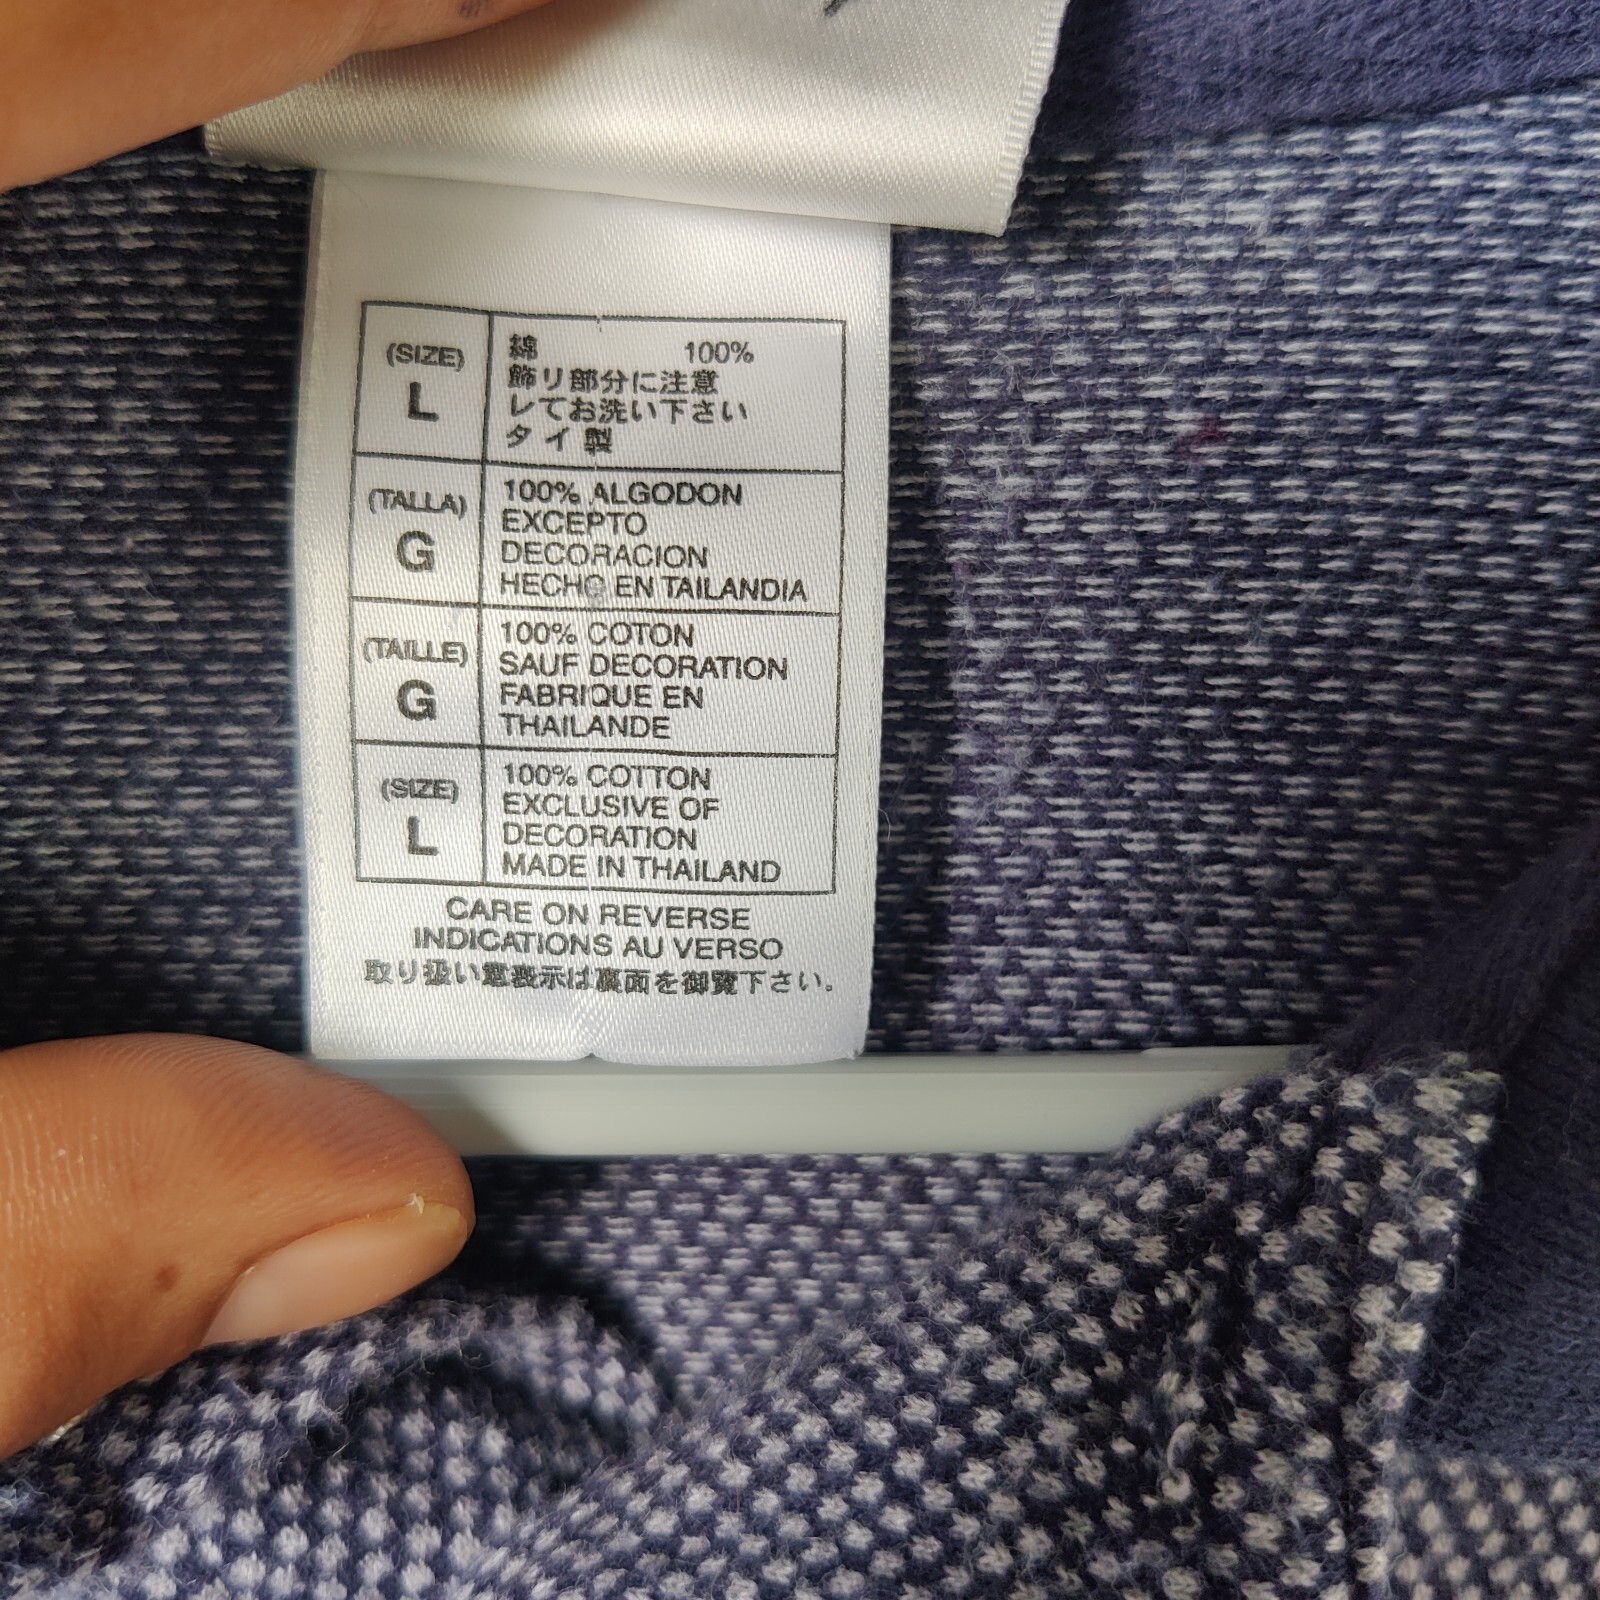 (SIZE)
L
綿 100%
飾り部分に注意
レてお洗い下さい
タイ製
(TALLA)
G
100% ALGODON
EXCEPTO
DECORACION
HECHO EN TAILANDIA
(TAILLE)
G
100% COTON
SAUF DECORATION
FABRIQUE EN
THAILANDE
(SIZE)
L
100% COTTON
EXCLUSIVE OF
DECORATION
MADE IN THAILAND
CARE ON REVERSE
INDICATIONS AU VERSO
取り扱い意表示は裏面を御覽下さい。